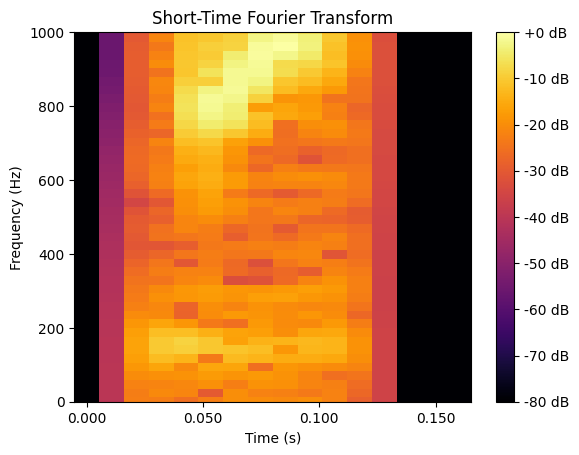 Short-Time Fourier Transform
1000
800
600
400
200
0
Frequency (Hz)
0.000
0.050
0.100
0.150
Time (s)
+0 dB
-10 dB
-20 dB
-30 dB
-40 dB
-50 dB
-60 dB
-70 dB
-80 dB